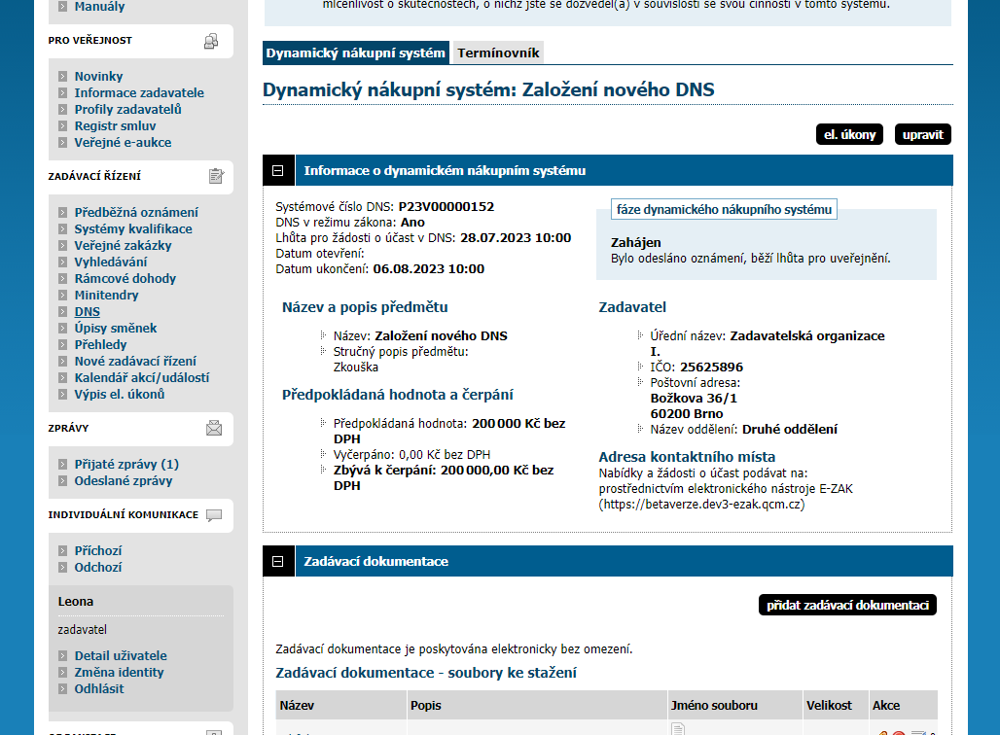 Manuály
PRO VEŘEJNOST
Novinky
Informace zadavatele
Profily zadavatelů
Registr smluv
Veřejné e-aukce
ZADÁVACÍ ŘÍZENÍ
Předběžná oznámení
Systémy kvalifikace
Veřejné zakázky
Vyhledávání
Rámcové dohody
Minitendry
DNS
Úpisy směnek
Přehledy
Nové zadávací řízení
Kalendář akcí/událostí
Výpis el. úkonů
ZPRÁVY
Přijaté zprávy (1)
Odeslané zprávy
INDIVIDUÁLNÍ KOMUNIKACE
Příchozí
Odchozí
Leona
zadavatel
Detail uživatele
Změna identity
Odhlásit
mlčenlivost o skutečnostech, o nichž jste se dozvěděl(a) v souvislosti se svou činností v tomto systému.
Dynamický nákupní systém
Termínovník
Dynamický nákupní systém: Založení nového DNS
el. úkony
upravit
Informace o dynamickém nákupním systému
Systémové číslo DNS: P23V00000152
DNS v režimu zákona: Ano
Lhůta pro žádosti o účast v DNS: 28.07.2023 10:00
Datum otevření:
Datum ukončení: 06.08.2023 10:00
fáze dynamického nákupního systému
Zahájen
Bylo odesláno oznámení, běží lhůta pro uveřejnění.
Název a popis předmětu
Název: Založení nového DNS
Stručný popis předmětu:
Zkouška
Předpokládaná hodnota a čerpání
Předpokládaná hodnota: 200 000 Kč bez
DPH
Vyčerpáno: 0,00 Kč bez DPH
Zbývá k čerpání: 200 000,00 Kč bez
DPH
Zadavatel
Úřední název: Zadavatelská organizace
I.
IČO: 25625896
Poštovní adresa:
Božkova 36/1
60200 Brno
Název oddělení: Druhé oddělení
Adresa kontaktního místa
Nabídky a žádosti o účast podávat na:
prostřednictvím elektronického nástroje E-ZAK
(https://betaverze.dev3-ezak.qcm.cz)
Zadávací dokumentace
přidat zadávací dokumentaci
Zadávací dokumentace je poskytována elektronicky bez omezení.
Zadávací dokumentace - soubory ke stažení
Název Popis Jméno souboru Velikost Akce